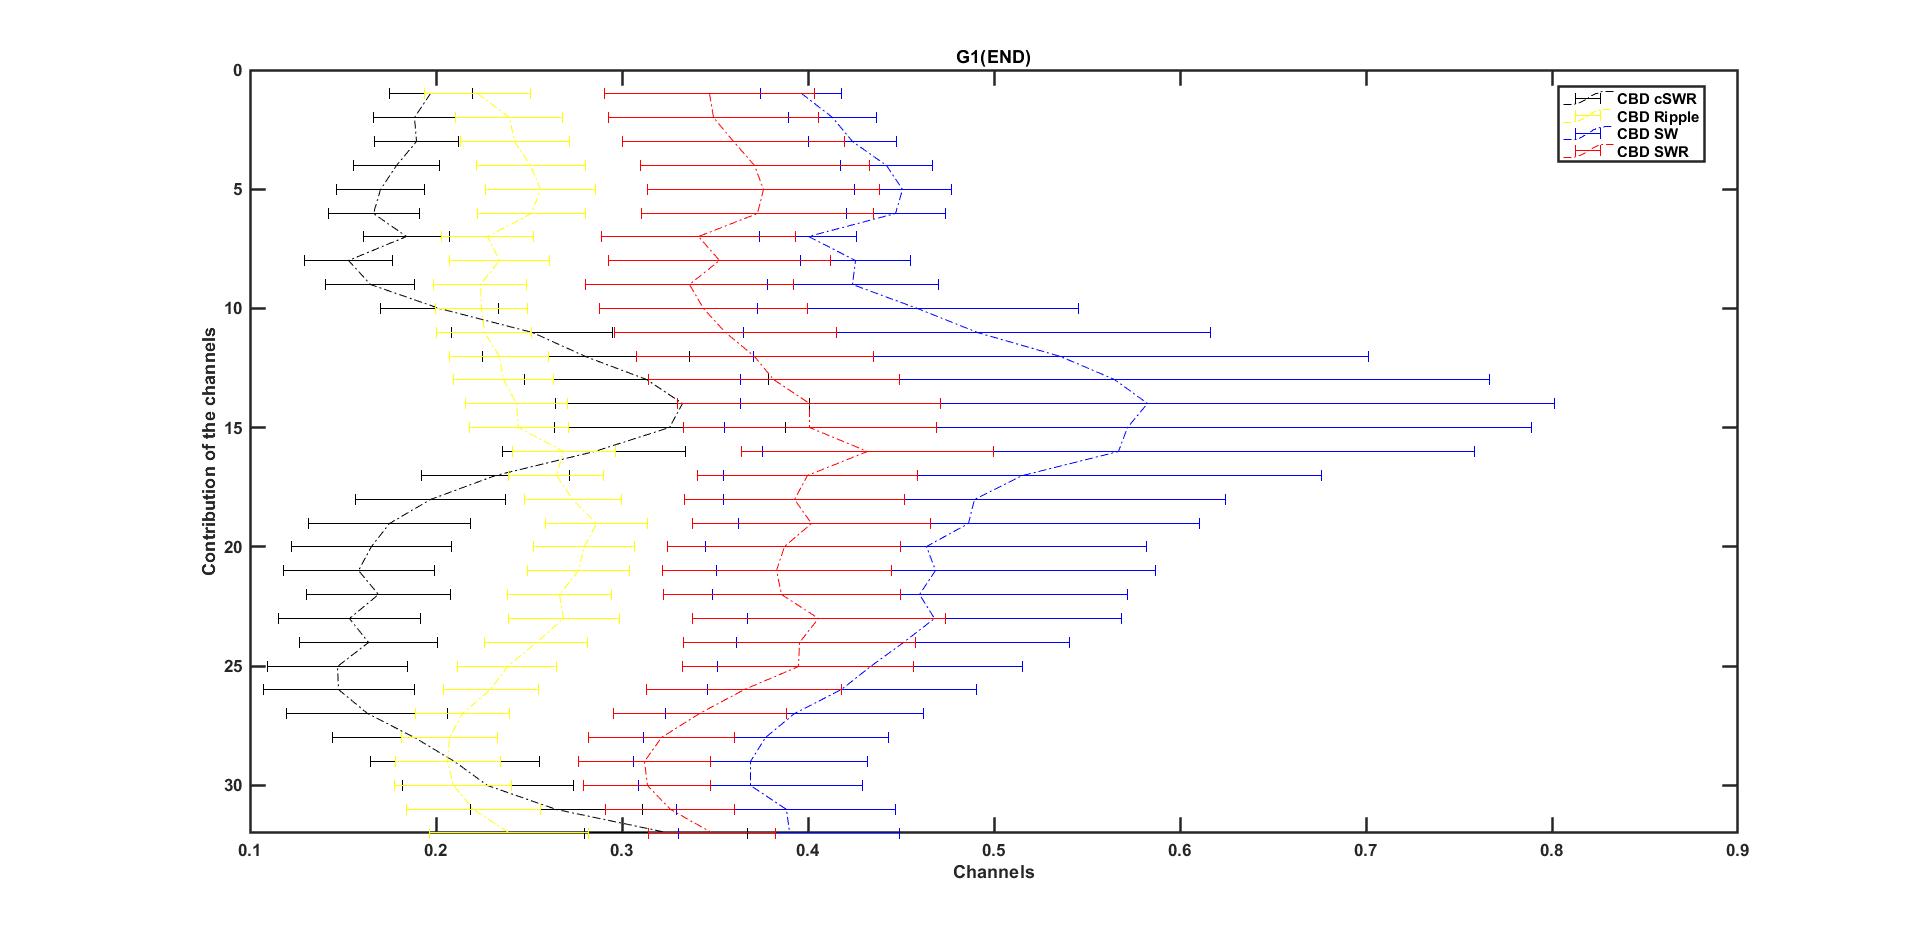 G1(END)
CBD cSWR
CBD Ripple
CBD SW
CBD SWR
Contribution of the channels
0
5
10
15
20
25
30
0.1 0.2 0.3 0.4 0.5 0.6 0.7 0.8 0.9
Channels